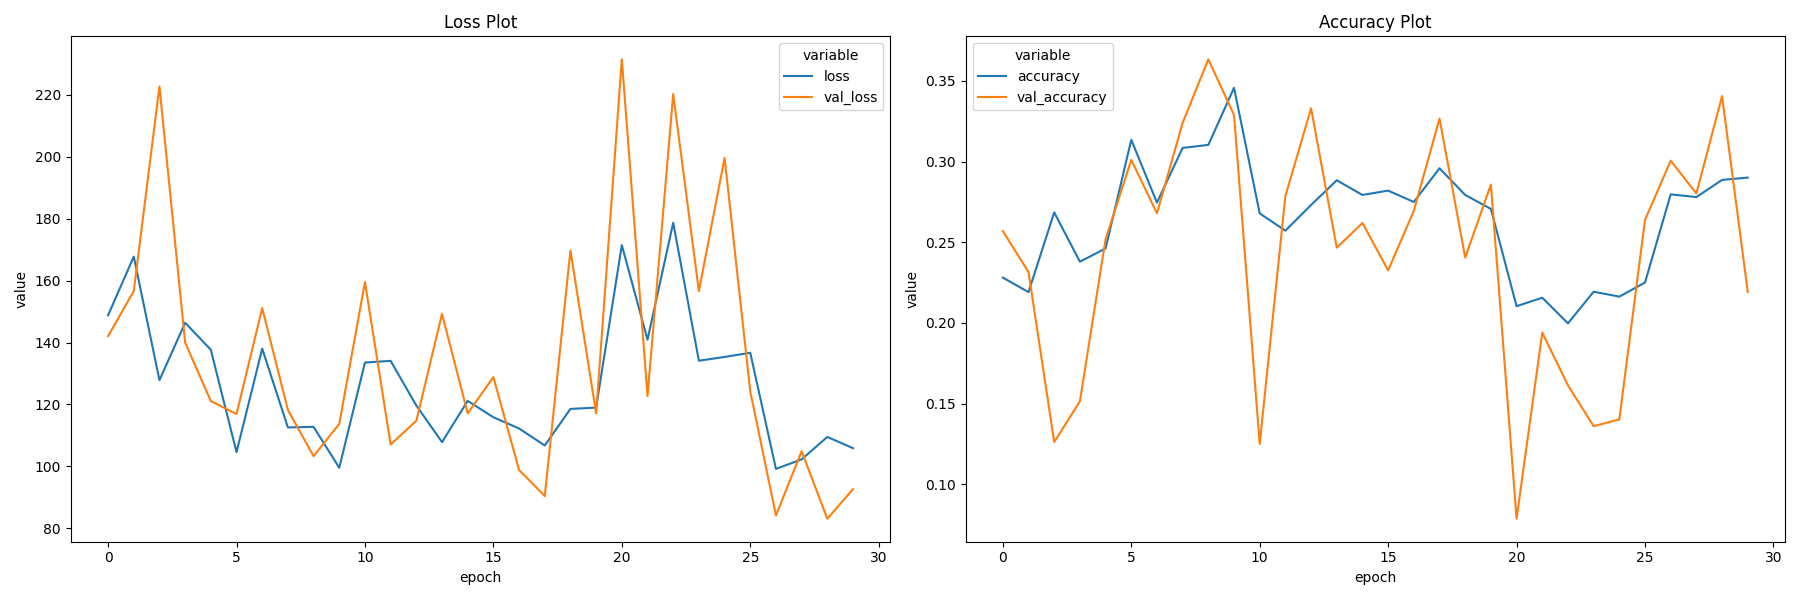 Loss Plot
variable
loss
val_loss
220
200
180
160
140
120
100
80
value
0 5 10 15 20 25 30
epoch
Accuracy Plot
variable
accuracy
val_accuracy
0.35
0.30
0.25
0.20
0.15
0.10
value
0 5 10 15 20 25 30
epoch